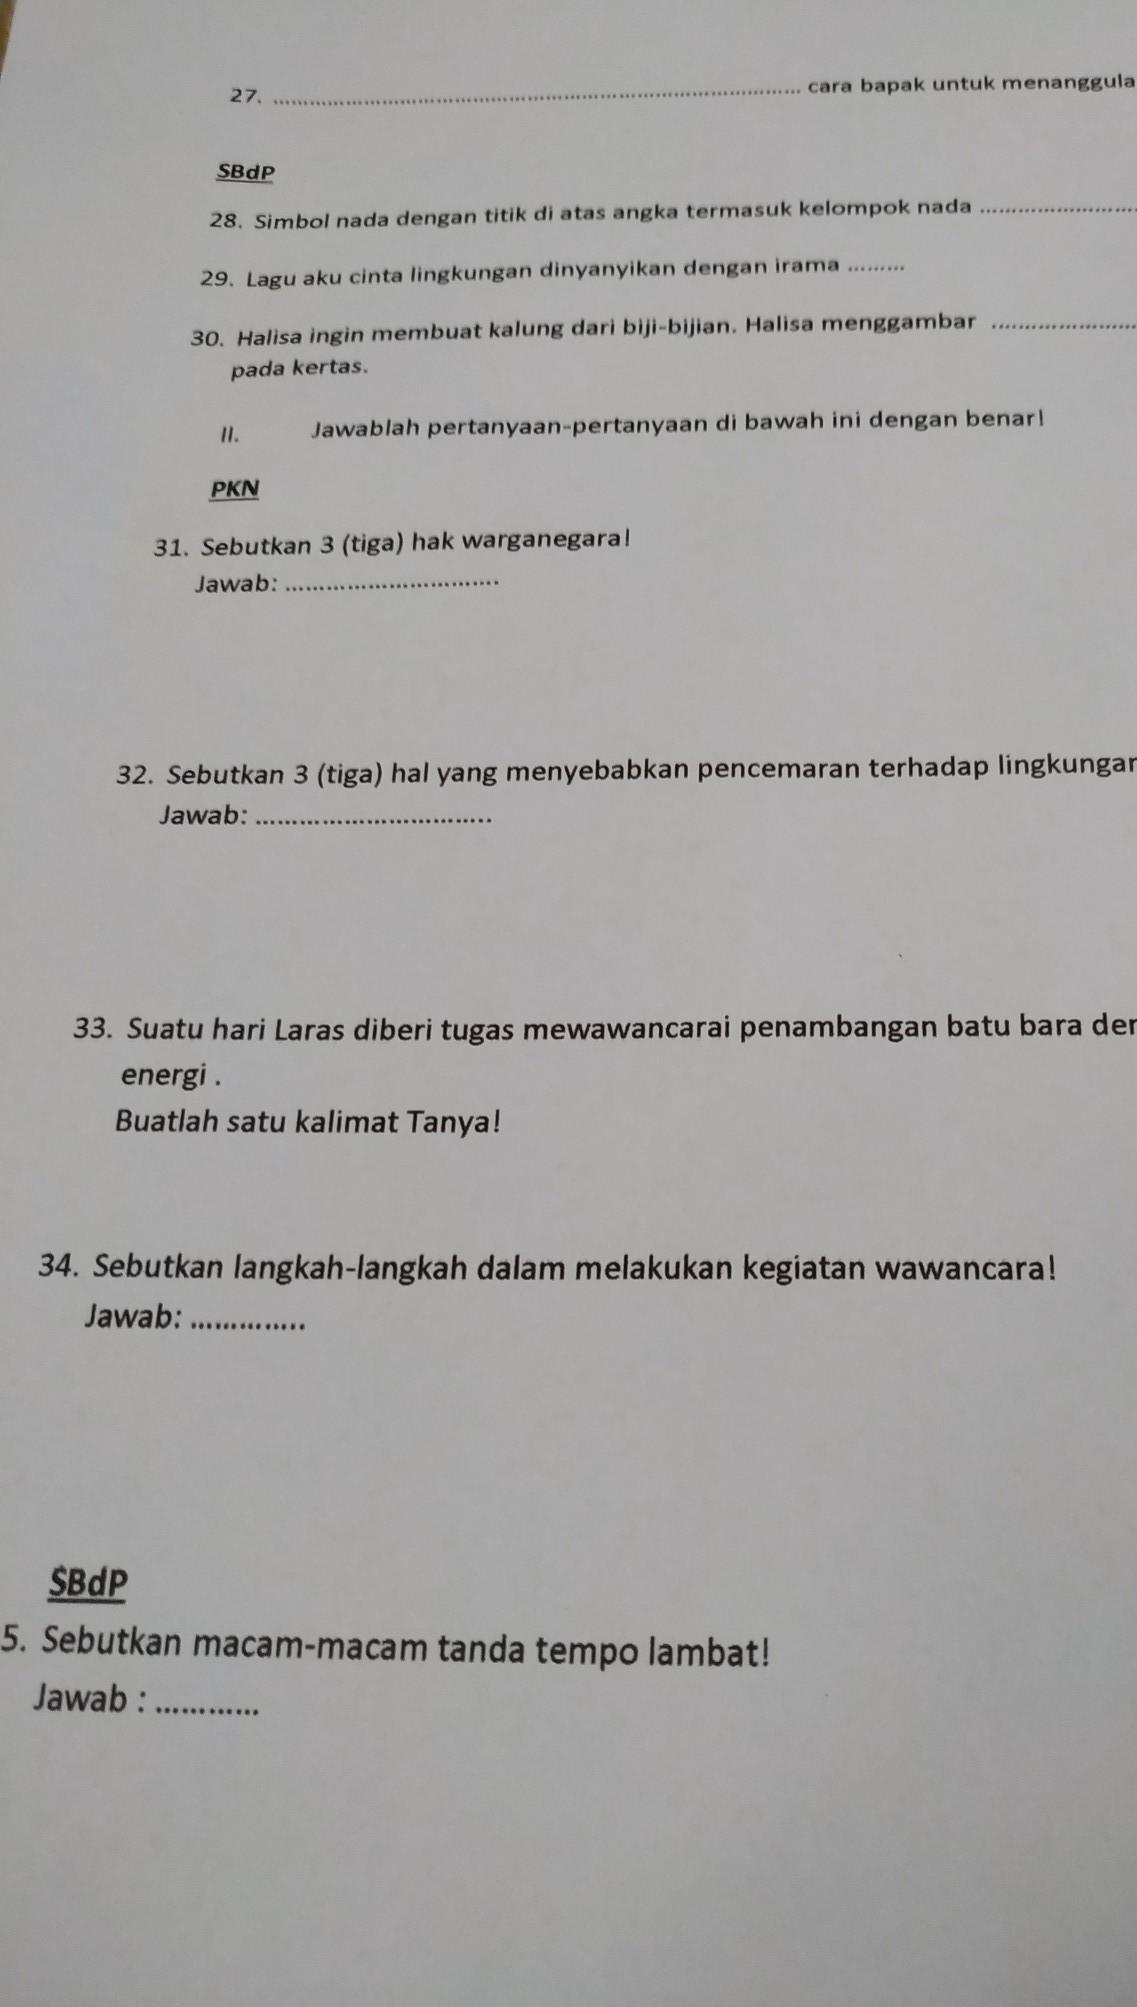 27. .................................................................................. cara bapak untuk menanggula
SBdP
28. Simbol nada dengan titik di atas angka termasuk kelompok nada .........................
29. Lagu aku cinta lingkungan dinyanyikan dengan irama .........
30. Halisa ingin membuat kalung dari biji-bijian. Halisa menggambar .......................
pada kertas.
II. Jawablah pertanyaan-pertanyaan di bawah ini dengan benar!
PKN
31. Sebutkan 3 (tiga) hak warganegara!
Jawab: ...............................
32. Sebutkan 3 (tiga) hal yang menyebabkan pencemaran terhadap lingkungan
Jawab: ................................
33. Suatu hari Laras diberi tugas mewawancarai penambangan batu bara
energi .
Buatlah satu kalimat Tanya!
34. Sebutkan langkah-langkah dalam melakukan kegiatan wawancara!
Jawab: ..............
SBdP
5. Sebutkan macam-macam tanda tempo lambat!
Jawab : ............